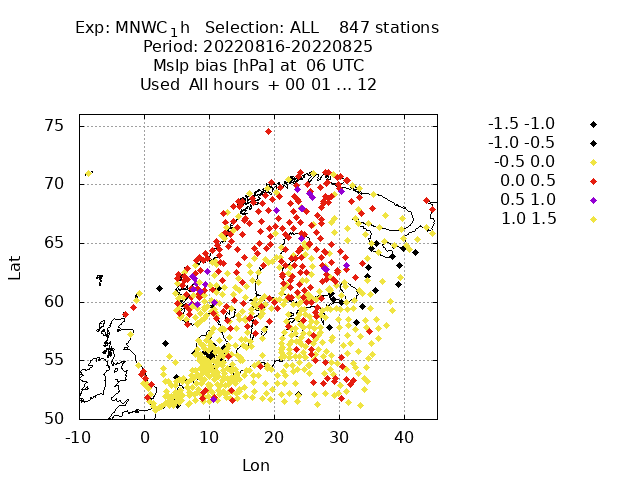 Exp: MNWC_1h   Selection: ALL    847 stations
Period: 20220816-20220825
Mslp bias [hPa] at  06 UTC
Used  All hours  + 00 01 ... 12
-1.5 -1.0
-1.0 -0.5
-0.5 0.0
0.0 0.5
0.5 1.0
1.0 1.5
75
70
65
60
55
50
Lat
-10 0 10 20 30 40
Lon